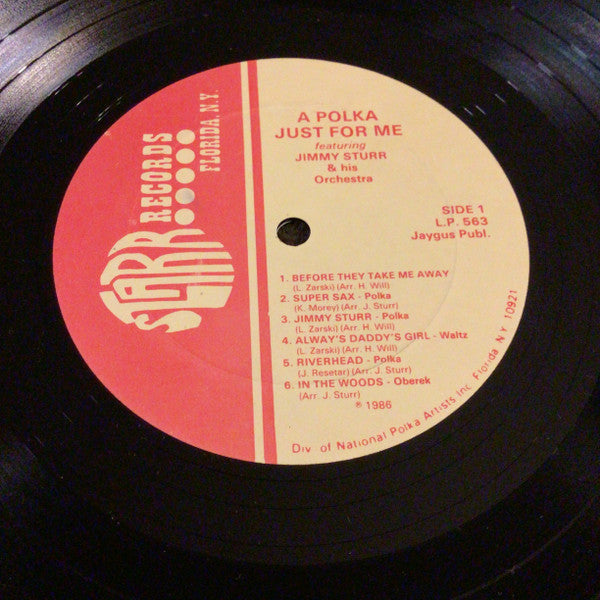 STARR
RECORDS
FLORIDA, N.Y.
A POLKA
JUST FOR ME
featuring
JIMMY STURR
& his
Orchestra
SIDE 1
L.P. 563
Jaygus Publ.
1. BEFORE THEY TAKE ME AWAY
(L. Zarski) (Arr. H. Will)
2. SUPER SAX - Polka
(K. Morey) (Arr. J. Sturr)
3. JIMMY STURR - Polka
(L. Zarski) (Arr. H. Will)
4. ALWAY'S DADDY'S GIRL - Waltz
(L. Zarski) (Arr. H. Will)
5. RIVERHEAD - Polka
(J. Resetar) (Arr. J. Sturr)
6. IN THE WOODS - Oberek
(Arr. J. Sturr)
℗ 1986
Div of National Polka Artists Inc. Florida NY 10921